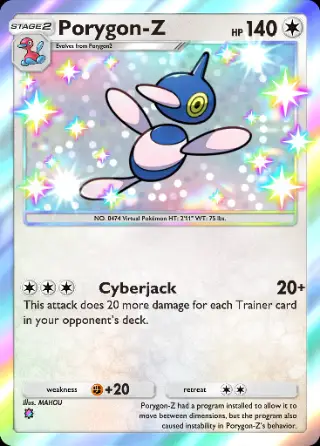 STAGE 2 Porygon-Z HP 140
Evolves from Porygon2
NO. 0474 Virtual Pokémon HT: 2'11" WT: 75 lbs.
Cyberjack 20+
This attack does 20 more damage for each Trainer card
in your opponent's deck.
weakness +20 retreat
Illus. MAHOU
Porygon-Z had a program installed to allow it to
move between dimensions, but the program also
caused instability in Porygon-Z's behavior.